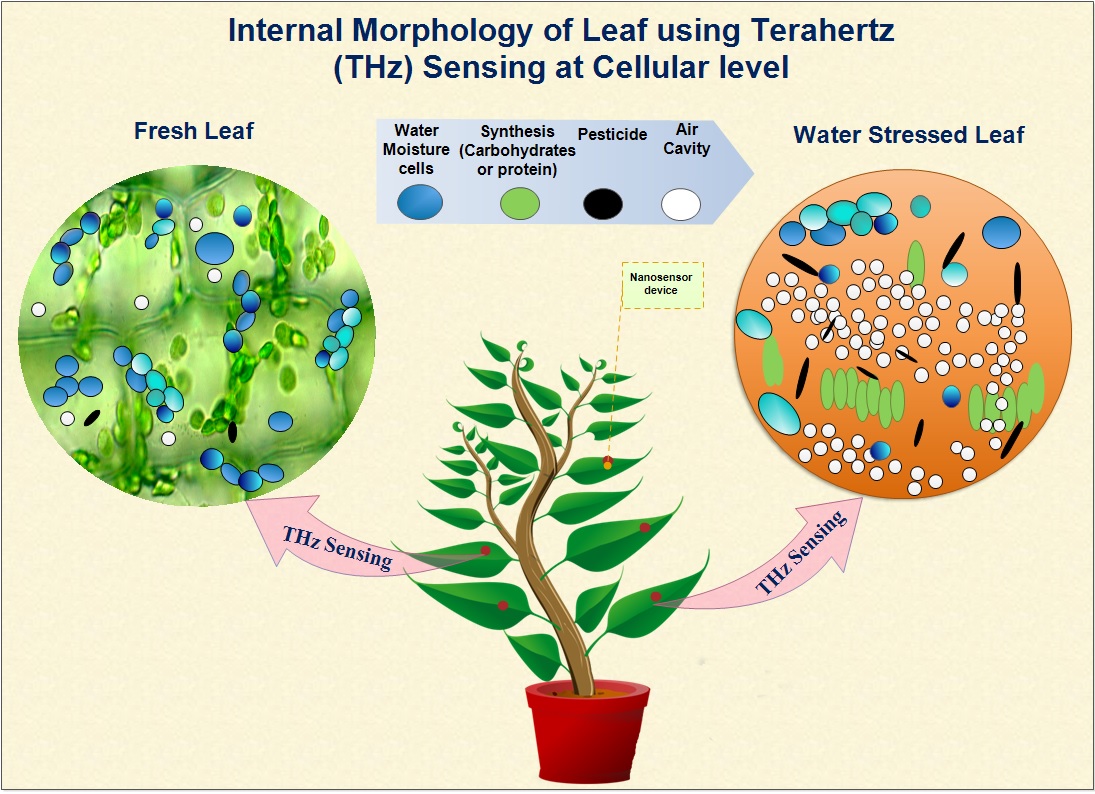 Internal Morphology of Leaf using Terahertz
(THz) Sensing at Cellular level
Fresh Leaf
Water
Moisture
cells
Synthesis
(Carbohydrates
or protein)
Pesticide
Air
Cavity
Water Stressed Leaf
Nanosensor
device
THz Sensing
THz Sensing